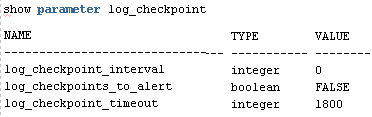 show parameter log_checkpoint
NAME TYPE VALUE
------------------------------ ----------- --------
log_checkpoint_interval integer 0
log_checkpoints_to_alert boolean FALSE
log_checkpoint_timeout integer 1800